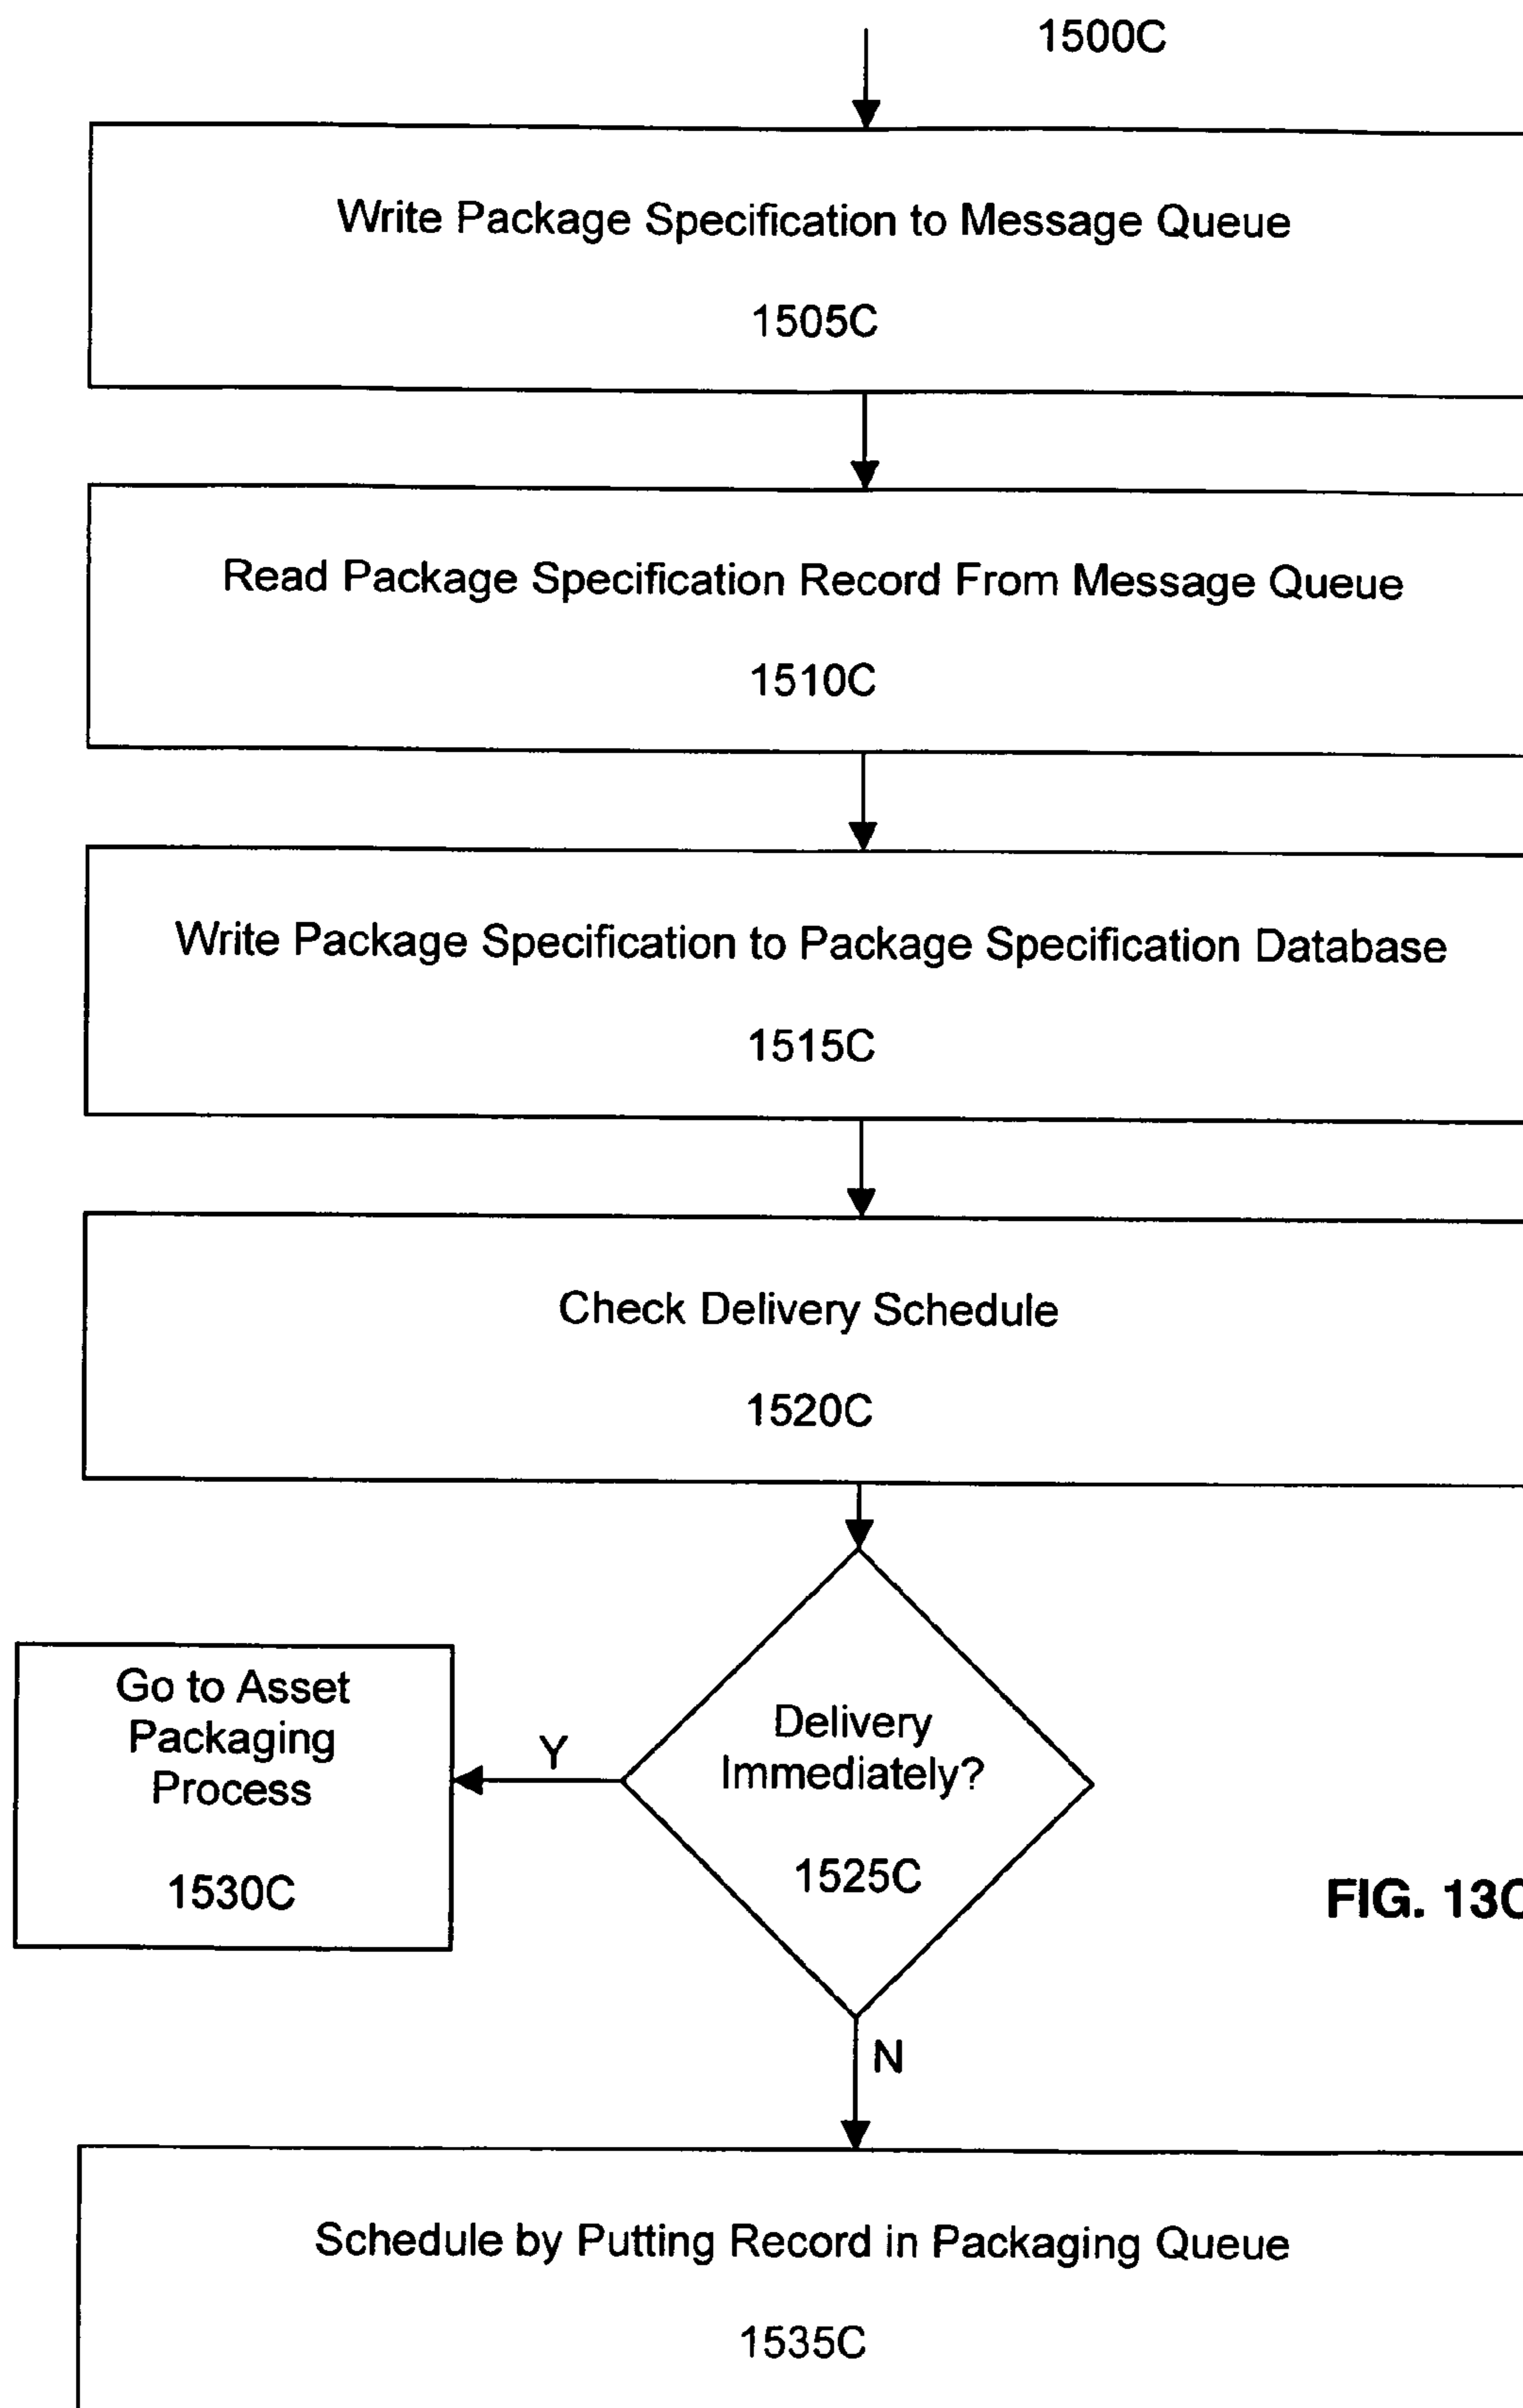 1500C
Write Package Specification to Message Queue
1505C
Read Package Specification Record From Message Queue
1510C
Write Package Specification to Package Specification Database
1515C
Check Delivery Schedule
1520C
Go to Asset
Packaging
Process
1530C
Y
Delivery
Immediately?
1525C
FIG. 13C
N
Schedule by Putting Record in Packaging Queue
1535C